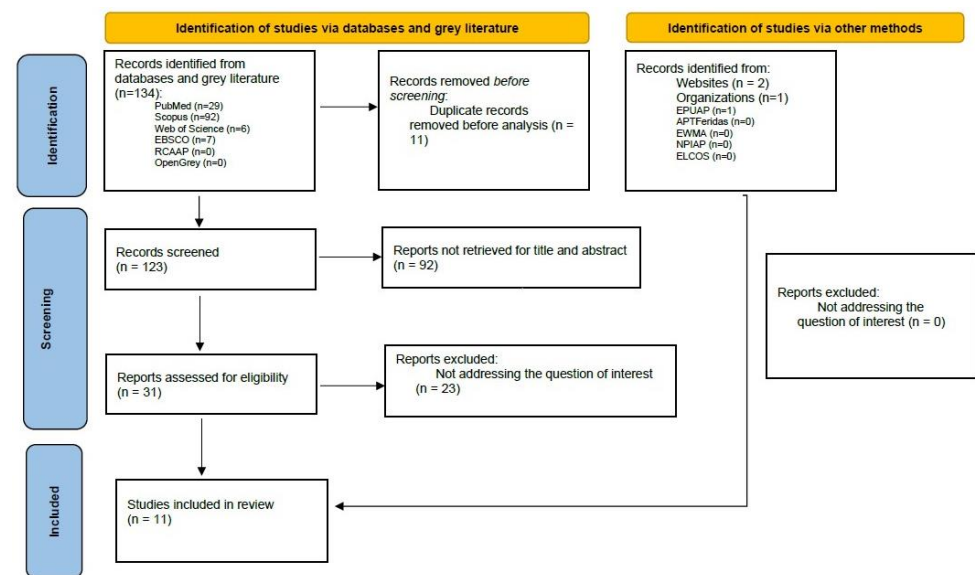 Identification of studies via databases and grey literature
Identification of studies via other methods
Identification
Records identified from
databases and grey literature
(n=134):
PubMed (n=29)
Scopus (n=92)
Web of Science (n=6)
EBSCO (n=7)
RCAAP (n=0)
OpenGrey (n=0)
Records removed before
screening:
Duplicate records
removed before analysis (n =
11)
Records identified from:
Websites (n = 2)
Organizations (n=1)
EPUAP (n=1)
APTFeridas (n=0)
EWMA (n=0)
NPIAP (n=0)
ELCOS (n=0)
Screening
Records screened
(n = 123)
Reports not retrieved for title and abstract
(n = 92)
Reports excluded:
Not addressing the
question of interest (n = 0)
Reports assessed for eligibility
(n = 31)
Reports excluded:
Not addressing the question of interest
(n = 23)
Included
Studies included in review
(n = 11)